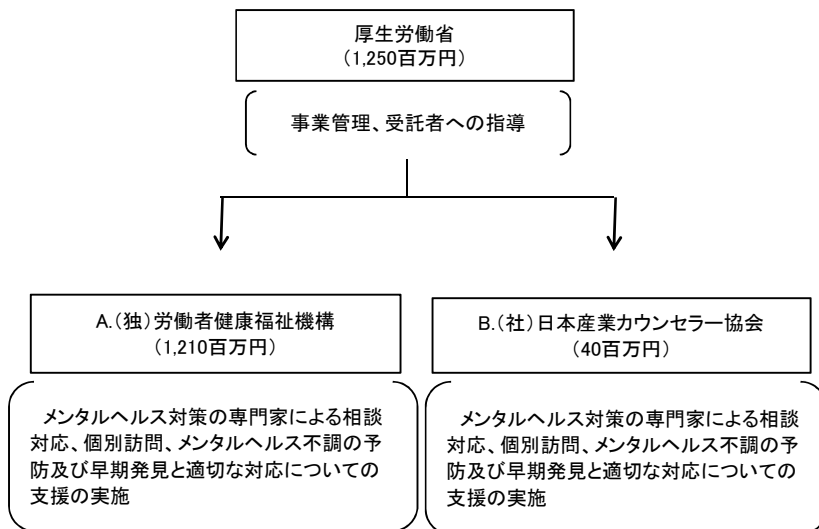 厚生労働省
（1,250百万円）
事業管理、受託者への指導
A.（独）労働者健康福祉機構
（1,210百万円）
メンタルヘルス対策の専門家による相談
対応、個別訪問、メンタルヘルス不調の予
防及び早期発見と適切な対応についての
支援の実施
B.（社）日本産業カウンセラー協会
（40百万円）
メンタルヘルス対策の専門家による相談
対応、個別訪問、メンタルヘルス不調の予
防及び早期発見と適切な対応についての
支援の実施